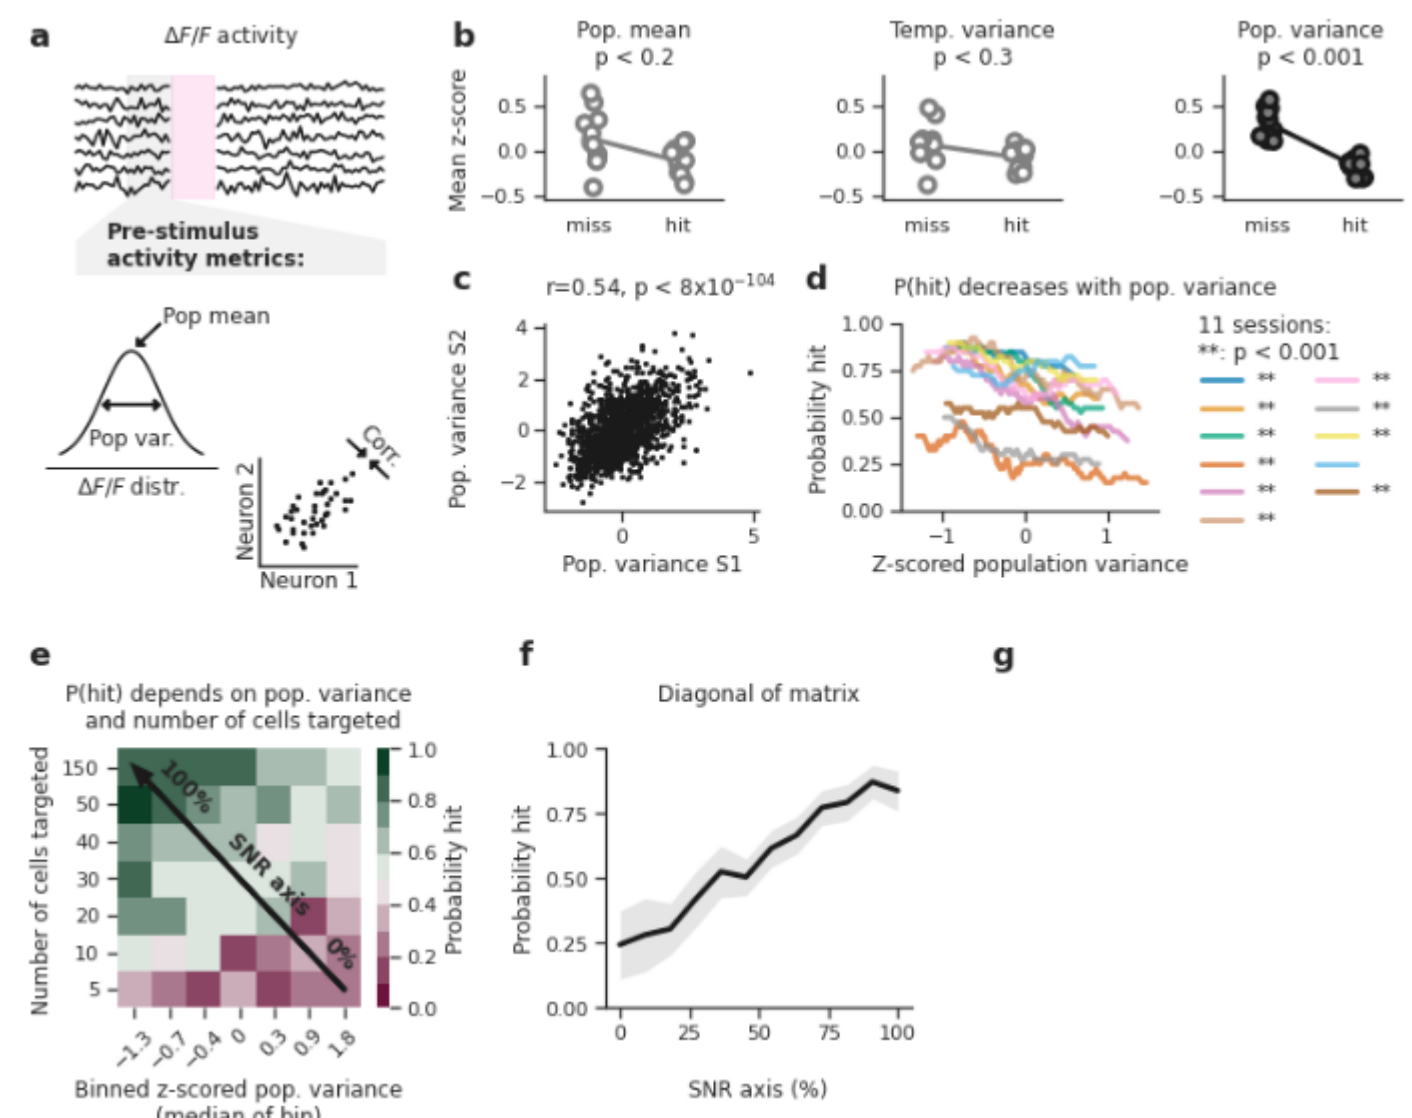 a
ΔF/F activity
Pre-stimulus
activity metrics:
Pop mean
Pop var.
ΔF/F distr.
Corr.
Neuron 2
Neuron 1
b
Pop. mean
p < 0.2
Mean z-score
0.5
0.0
−0.5
miss hit
Temp. variance
p < 0.3
0.5
0.0
−0.5
miss hit
Pop. variance
p < 0.001
0.5
0.0
−0.5
miss hit
c
r=0.54, p < 8x10⁻¹⁰⁴
Pop. variance S2
4
2
0
−2
0 5
Pop. variance S1
d
P(hit) decreases with pop. variance
Probability hit
1.00
0.75
0.50
0.25
0.00
−1 0 1
Z-scored population variance
11 sessions:
**: p < 0.001
** **
** **
** **
**
** **
**
e
P(hit) depends on pop. variance
and number of cells targeted
Number of cells targeted
150
50
40
30
20
10
5
100%
SNR axis
0%
−1.3 −0.7 −0.4 0 0.3 0.9 1.8
Binned z-scored pop. variance
(median of bin)
1.0
0.8
0.6
0.4
0.2
0.0
Probability hit
f
Diagonal of matrix
Probability hit
1.00
0.75
0.50
0.25
0.00
0 25 50 75 100
SNR axis (%)
g